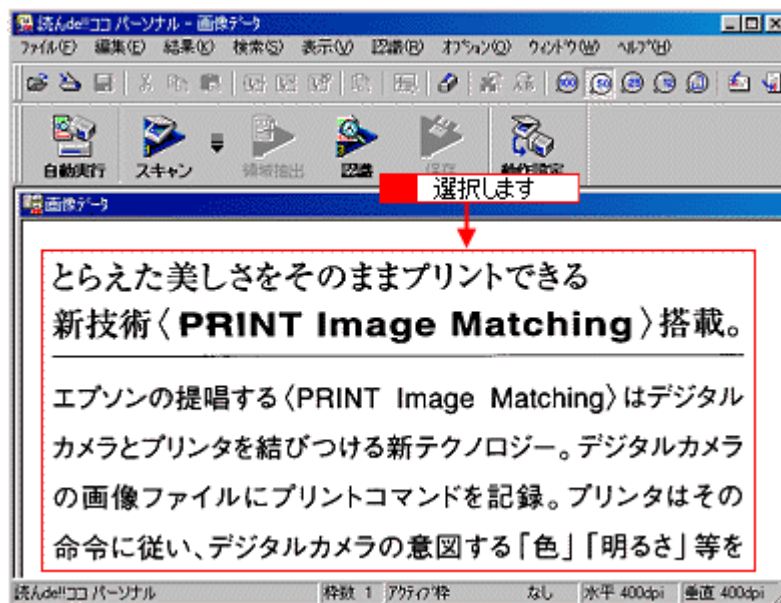 読んde!!ココ パーソナル - 画像データ
ファイル(F) 編集(E) 結果(K) 検索(S) 表示(V) 認識(R) オプション(O) ウィンドウ(W) ヘルプ(H)
自動実行 スキャン 領域抽出 認識 保存 動作設定
選択します
画像データ
とらえた美しさをそのままプリントできる
新技術〈PRINT Image Matching〉搭載。
エプソンの提唱する〈PRINT Image Matching〉はデジタル
カメラとプリンタを結びつける新テクノロジー。デジタルカメラ
の画像ファイルにプリントコマンドを記録。プリンタはその
命令に従い、デジタルカメラの意図する「色」「明るさ」等を
読んde!!ココ パーソナル 枠数 1 アクティブ枠 なし 水平 400dpi 垂直 400dpi